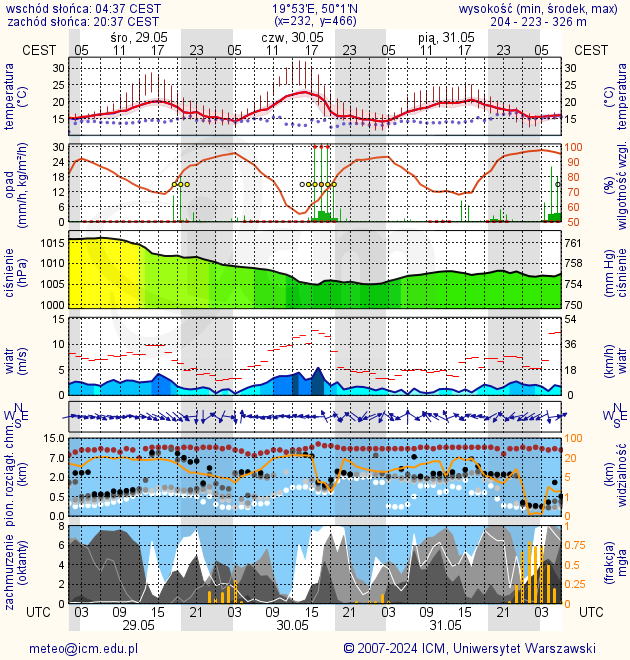 wschód słońca: 04:37 CEST 19°53'E, 50°1'N wysokość (min, środek, max)
zachód słońca: 20:37 CEST (x=232, y=466) 204 - 223 - 326 m
śro, 29.05 czw, 30.05 pią, 31.05
CEST 05 11 17 23 05 11 17 23 05 11 17 23 05 CEST
temperatura (°C)
30 25 20 15
30 25 20 15
temperatura (°C)
opad (mm/h, kg/m²/h)
30 24 18 12 6 0
100 90 80 70 60 50
(%) wilgotność wzgl.
ciśnienie (hPa)
1015 1010 1005 1000
761 758 754 750
(mm Hg) ciśnienie
wiatr (m/s)
15 10 5 0
54 36 18 0
(km/h) wiatr
N W E S
N W E S
pion. rozciągł. chm. (km)
15.0 7.0 2.0 0.5 0.0
100 20 5 1 0
(km) widzialność
zachmurzenie (oktanty)
8 6 4 2 0
1 0.75 0.5 0.25 0
(frakcja) mgła
UTC 03 09 15 21 03 09 15 21 03 09 15 21 03 UTC
29.05 30.05 31.05
meteo@icm.edu.pl © 2007-2024 ICM, Uniwersytet Warszawski